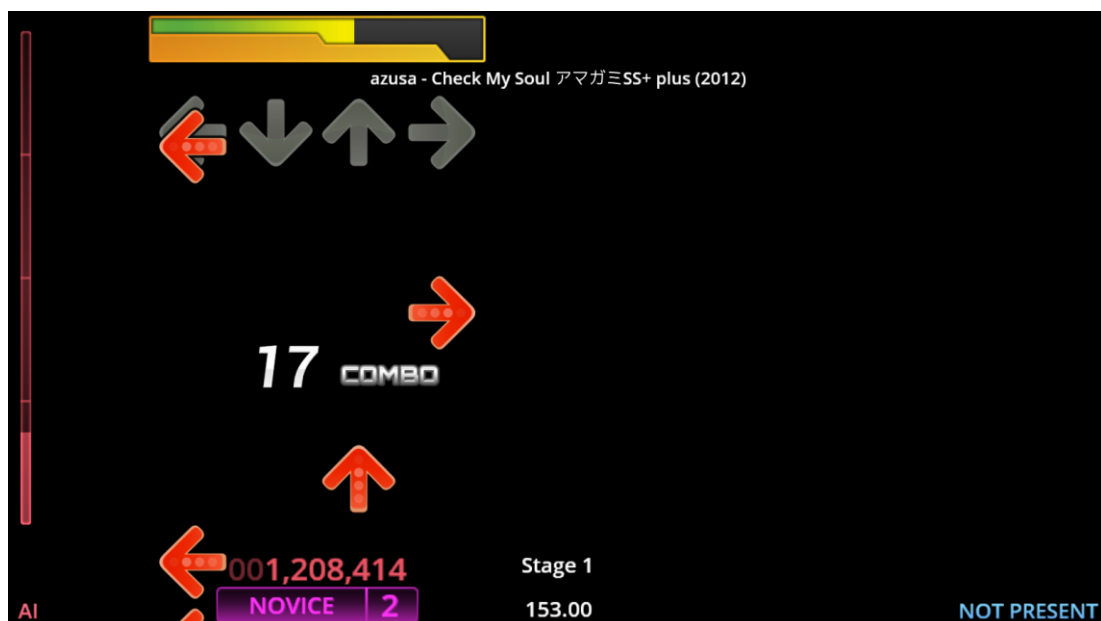 azusa - Check My Soul アマガミSS+ plus (2012)
17 COMBO
001,208,414
Stage 1
NOVICE 2
153.00
AI
NOT PRESENT